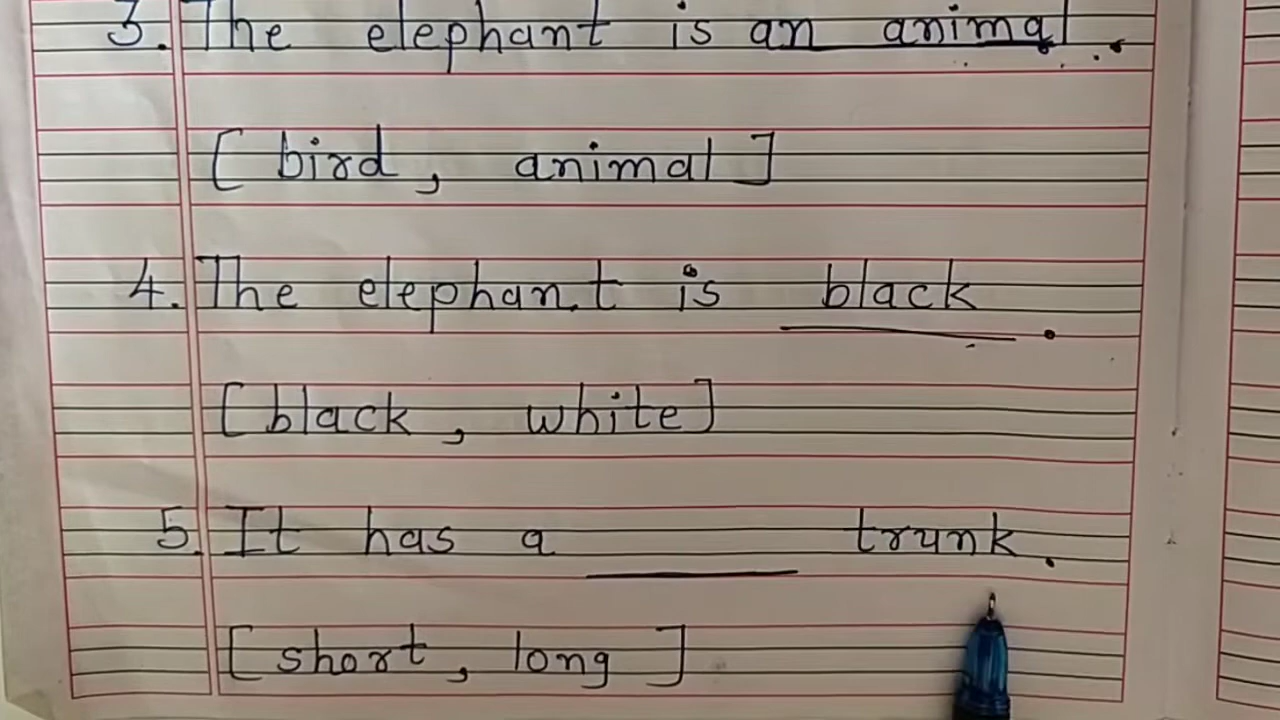 3. The elephant is an animal.
[ bird, animal ]
4. The elephant is black.
[ black, white ]
5. It has a ______ trunk.
[ short, long ]